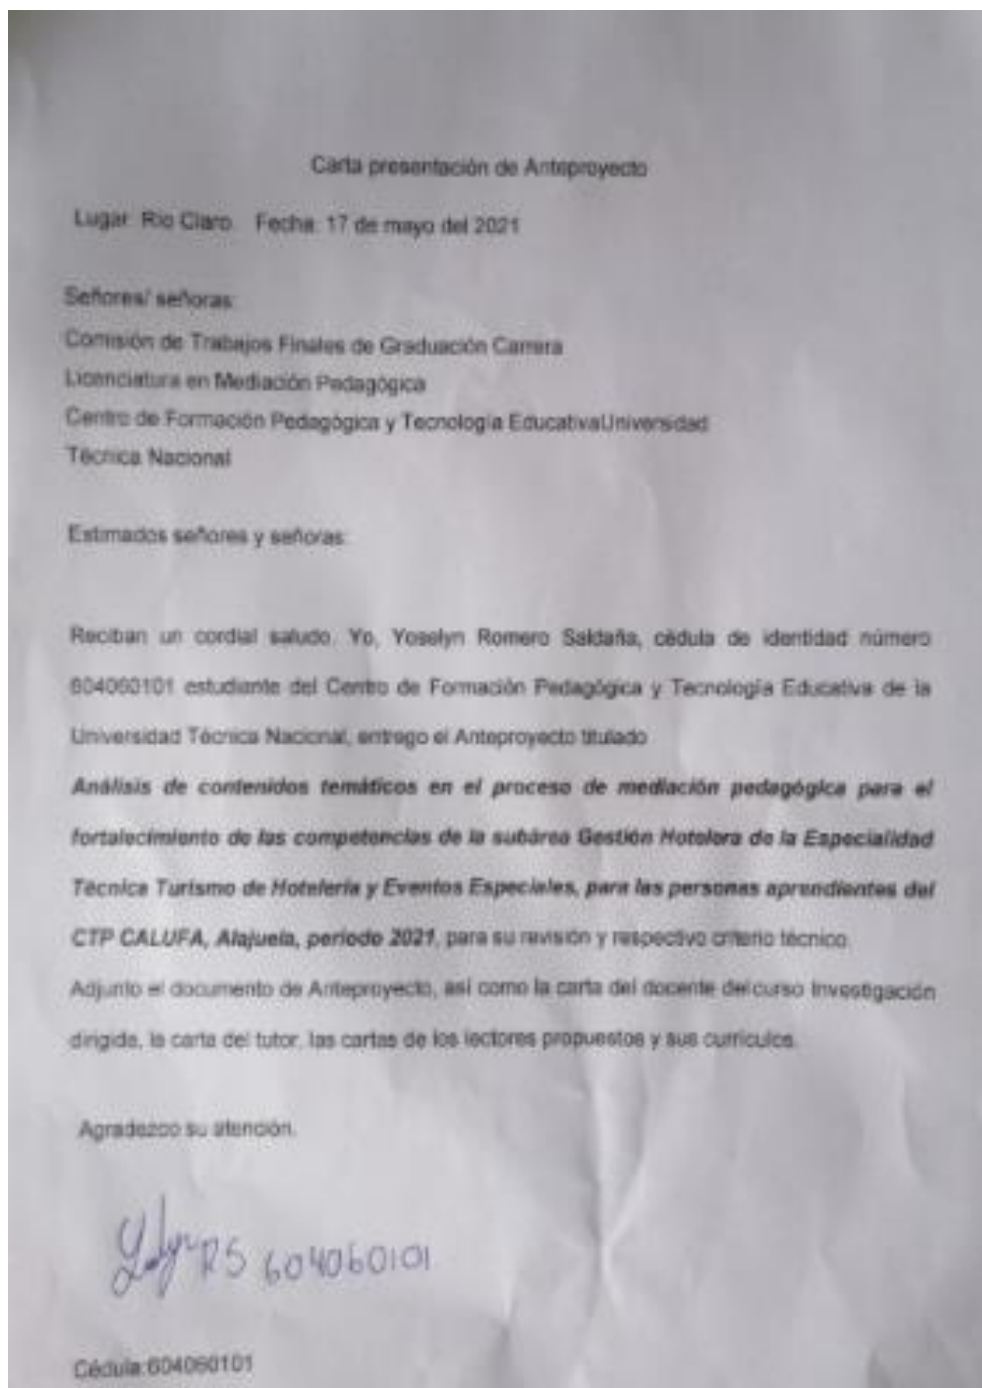 Carta presentación de Anteproyecto
Lugar: Rio Claro Fecha: 17 de mayo del 2021
Señores/ señoras:
Comisión de Trabajos Finales de Graduación Carrera
Licenciatura en Mediación Pedagógica
Centro de Formación Pedagógica y Tecnología EducativaUniversidad
Técnica Nacional
Estimados señores y señoras:
Reciban un cordial saludo. Yo, Yoselyn Romero Saldaña, cédula de identidad número
604060101 estudiante del Centro de Formación Pedagógica y Tecnología Educativa de la
Universidad Técnica Nacional, entrego el Anteproyecto titulado
Análisis de contenidos temáticos en el proceso de mediación pedagógica para el
fortalecimiento de las competencias de la subárea Gestión Hotelera de la Especialidad
Técnica Turismo de Hotelería y Eventos Especiales, para las personas aprendientes del
CTP CALUFA, Alajuela, periodo 2021, para su revisión y respectivo criterio técnico.
Adjunto el documento de Anteproyecto, así como la carta del docente del curso Investigación
dirigida, la carta del tutor, las cartas de los lectores propuestos y sus currículos.
Agradezco su atención.
RS 604060101
Cédula:604060101